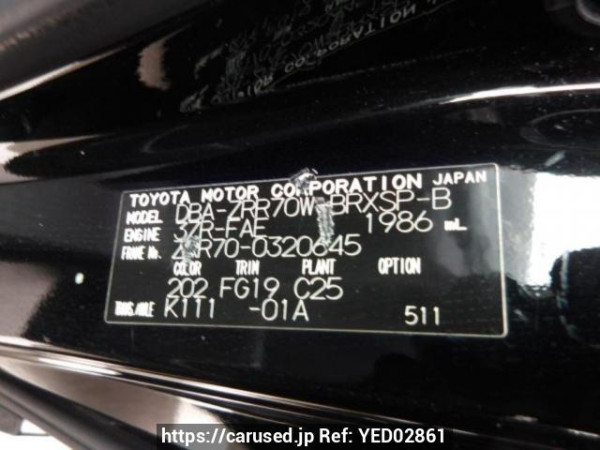 TOYOTA MOTOR CORPORATION JAPAN
MODEL DBA-ZRR70W-BRXSP-B
ENGINE 3ZR-FAE 1986 mL
FRAME No. ZRR70-0320645
COLOR TRIM PLANT OPTION
202 FG19 C25
TRANS./AXLE K111 -01A 511
https://carused.jp Ref: YED02861